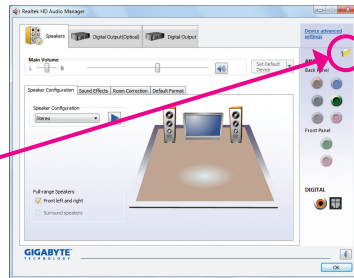 Realtek HD Audio Manager
Speakers
Digital Output(Optical)
Digital Output
Device advanced settings
Main Volume
L
R
Set Default Device
Speaker Configuration
Sound Effects
Room Correction
Default Format
Speaker Configuration
Stereo
Full-range Speakers
Front left and right
Surround speakers
Back Panel
Front Panel
DIGITAL
GIGABYTE
TECHNOLOGY
OK